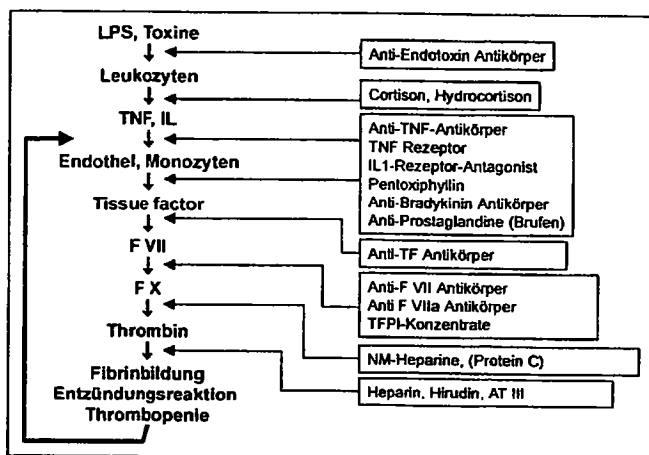 LPS, Toxine
Leukozyten
TNF, IL
Endothel, Monozyten
Tissue factor
F VII
F X
Thrombin
Fibrinbildung
Entzündungsreaktion
Thrombopenie
Anti-Endotoxin Antikörper
Cortison, Hydrocortison
Anti-TNF-Antikörper
TNF Rezeptor
IL1-Rezeptor-Antagonist
Pentoxiphyllin
Anti-Bradykinin Antikörper
Anti-Prostaglandine (Brufen)
Anti-TF Antikörper
Anti-F VII Antikörper
Anti F VIIa Antikörper
TFPI-Konzentrate
NM-Heparine, (Protein C)
Heparin, Hirudin, AT III